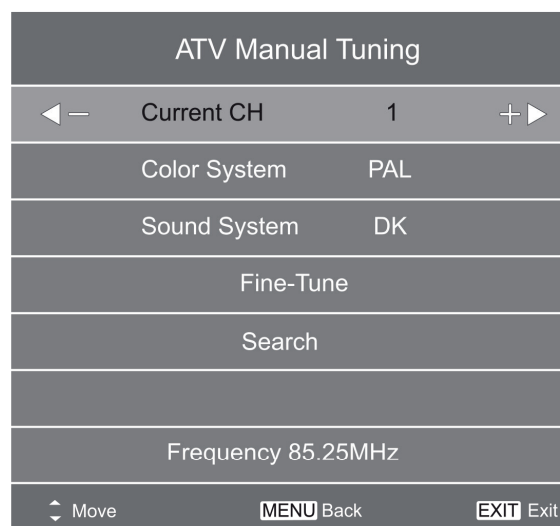 ATV Manual Tuning
Current CH 1
Color System PAL
Sound System DK
Fine-Tune
Search
Frequency 85.25MHz
Move MENU Back EXIT Exit